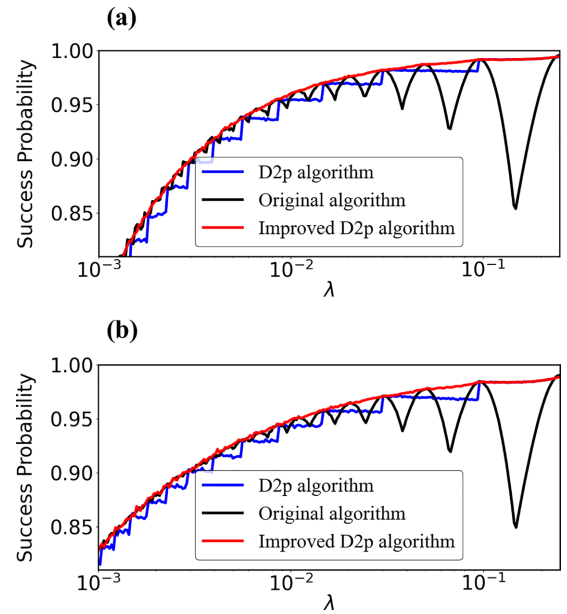 (a)
1.00
0.95
0.90
0.85
Success Probability
D2p algorithm
Original algorithm
Improved D2p algorithm
10⁻³
10⁻²
10⁻¹
λ
(b)
1.00
0.95
0.90
0.85
Success Probability
D2p algorithm
Original algorithm
Improved D2p algorithm
10⁻³
10⁻²
10⁻¹
λ